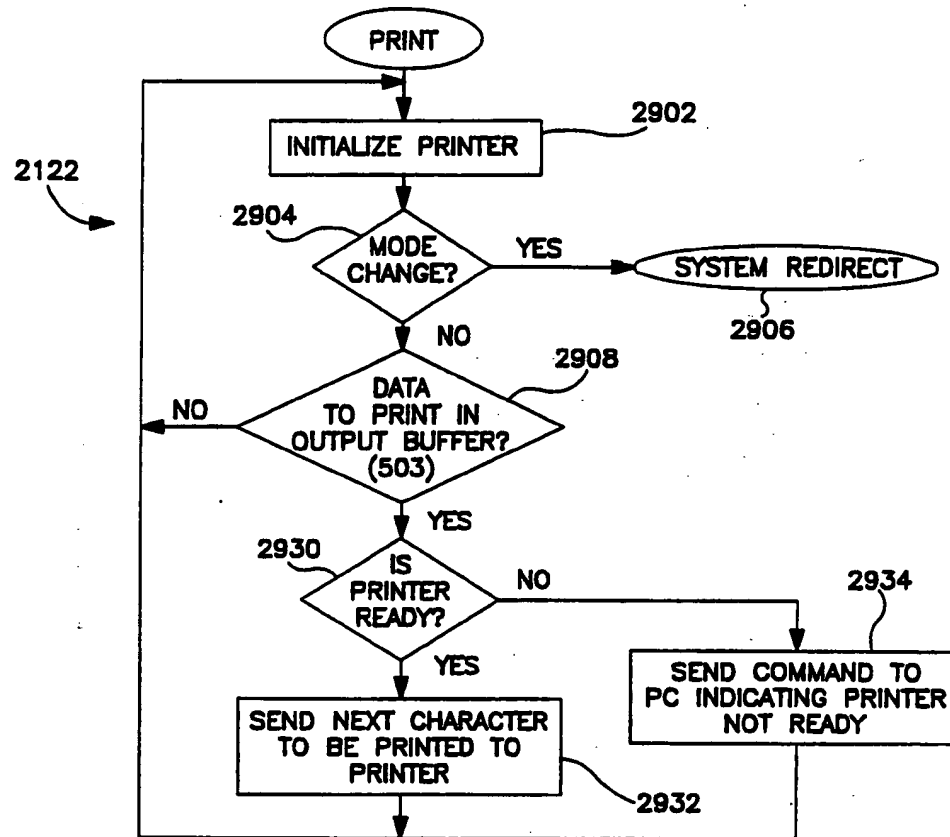 PRINT
2902
INITIALIZE PRINTER
2122
2904
MODE
CHANGE?
YES
SYSTEM REDIRECT
2906
NO
2908
DATA
TO PRINT IN
OUTPUT BUFFER?
(503)
NO
YES
2930
IS
PRINTER
READY?
NO
2934
YES
SEND COMMAND TO
PC INDICATING PRINTER
NOT READY
SEND NEXT CHARACTER
TO BE PRINTED TO
PRINTER
2932